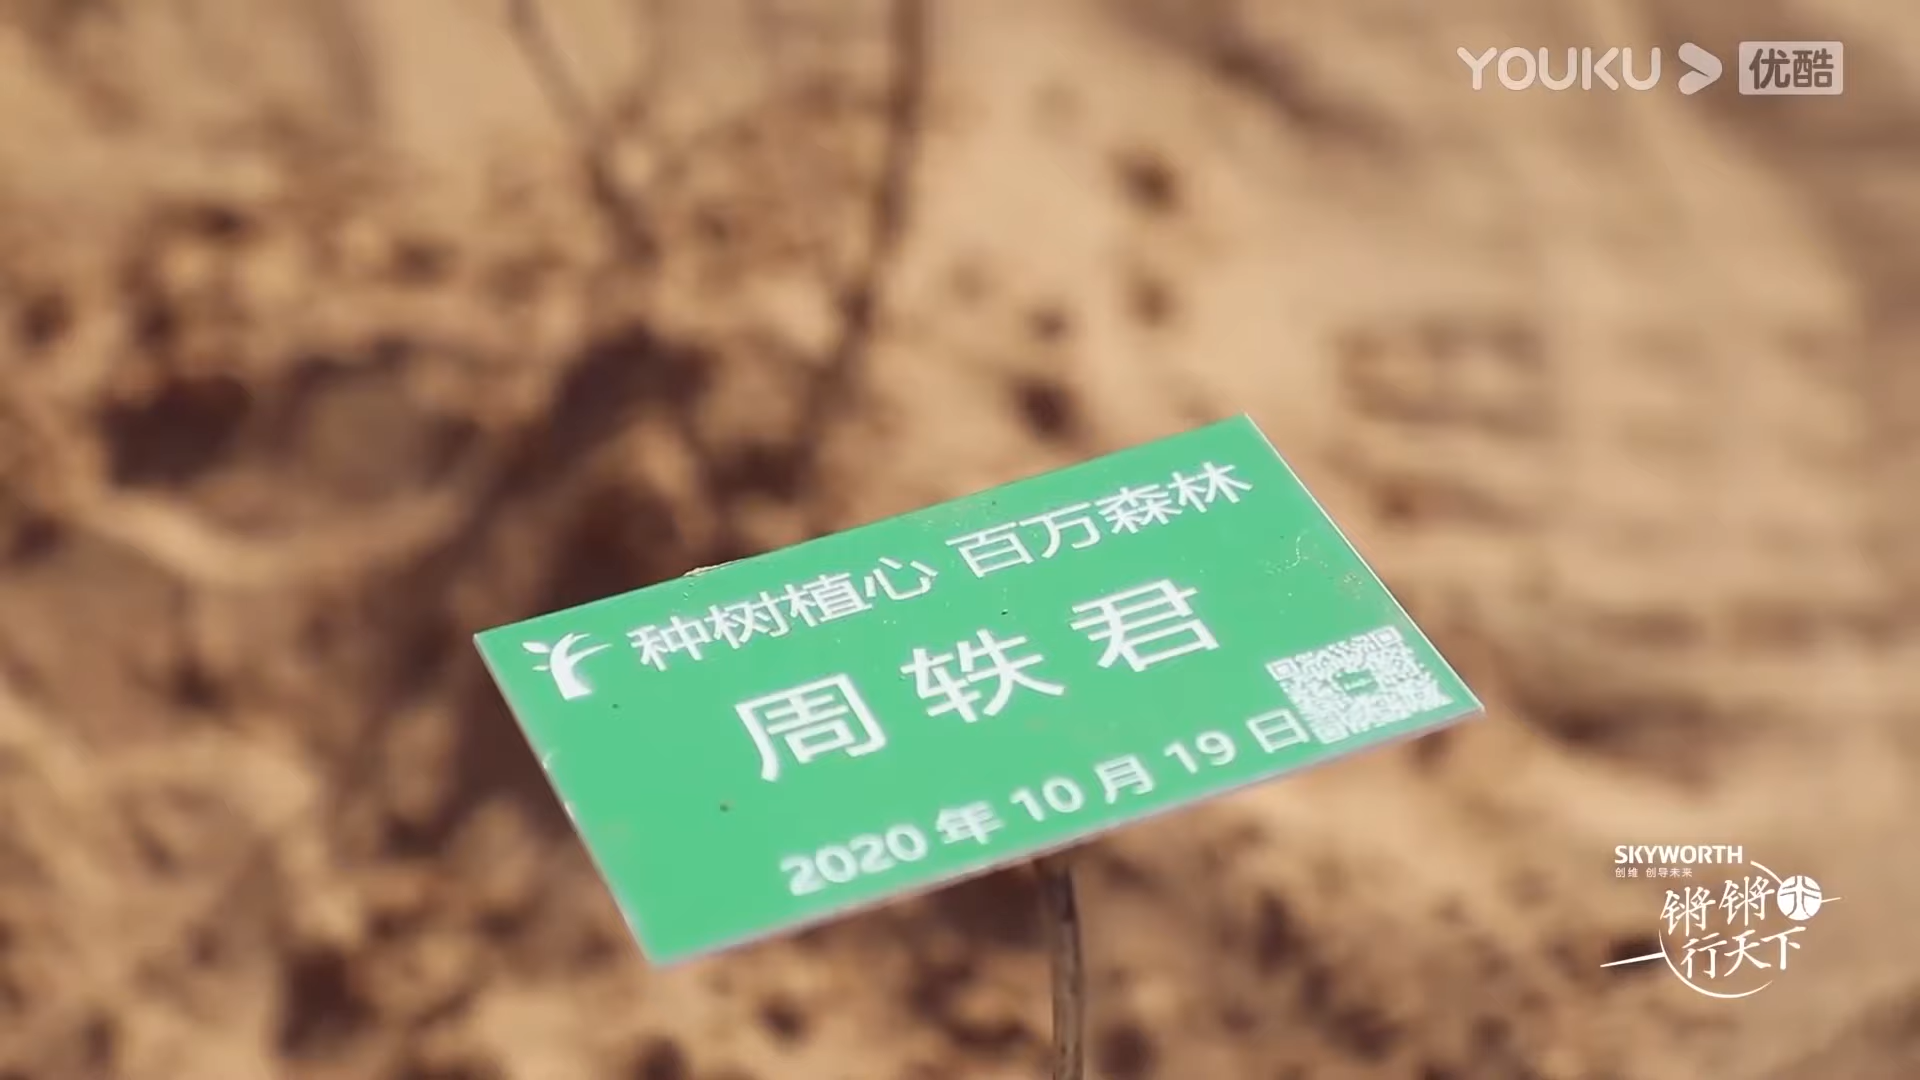 YOUKU 优酷
种树植心 百万森林
周轶君
2020 年 10 月 19 日
SKYWORTH
创维 创导未来
锵锵
行天下